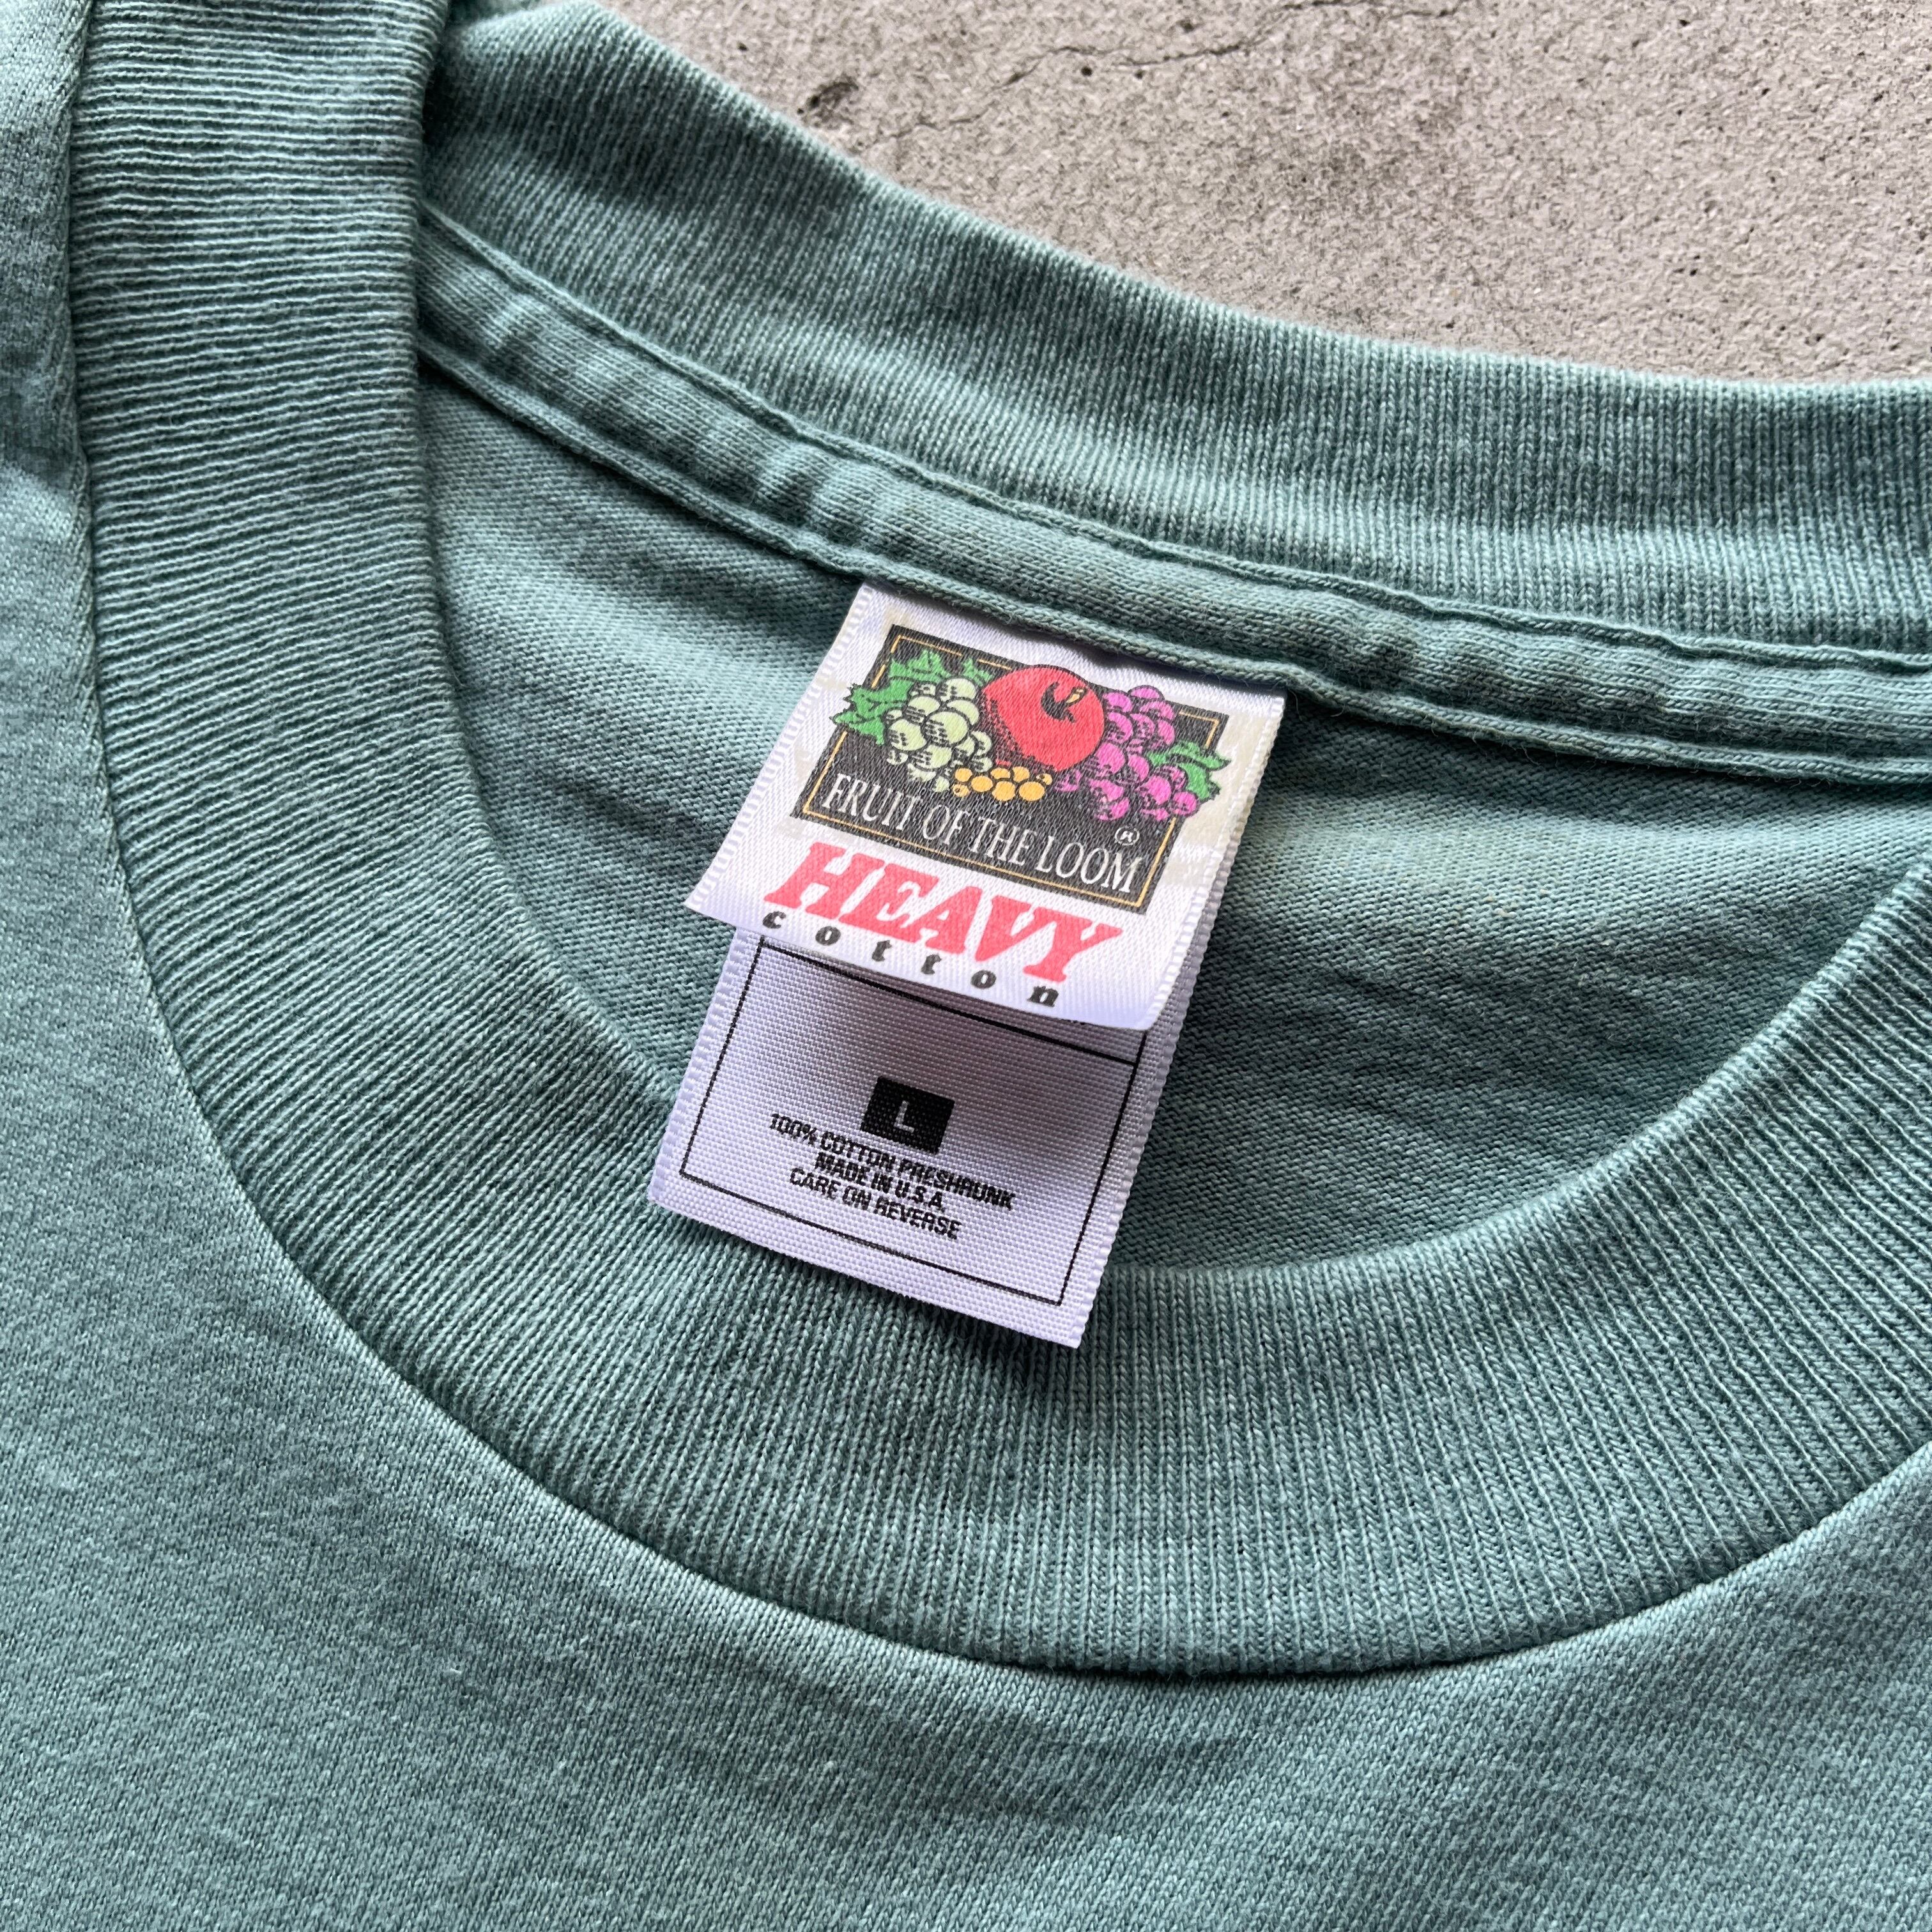 FRUIT OF THE LOOM ®
HEAVY
cotton
L
100% COTTON PRESHRUNK
MADE IN U.S.A.
CARE ON REVERSE